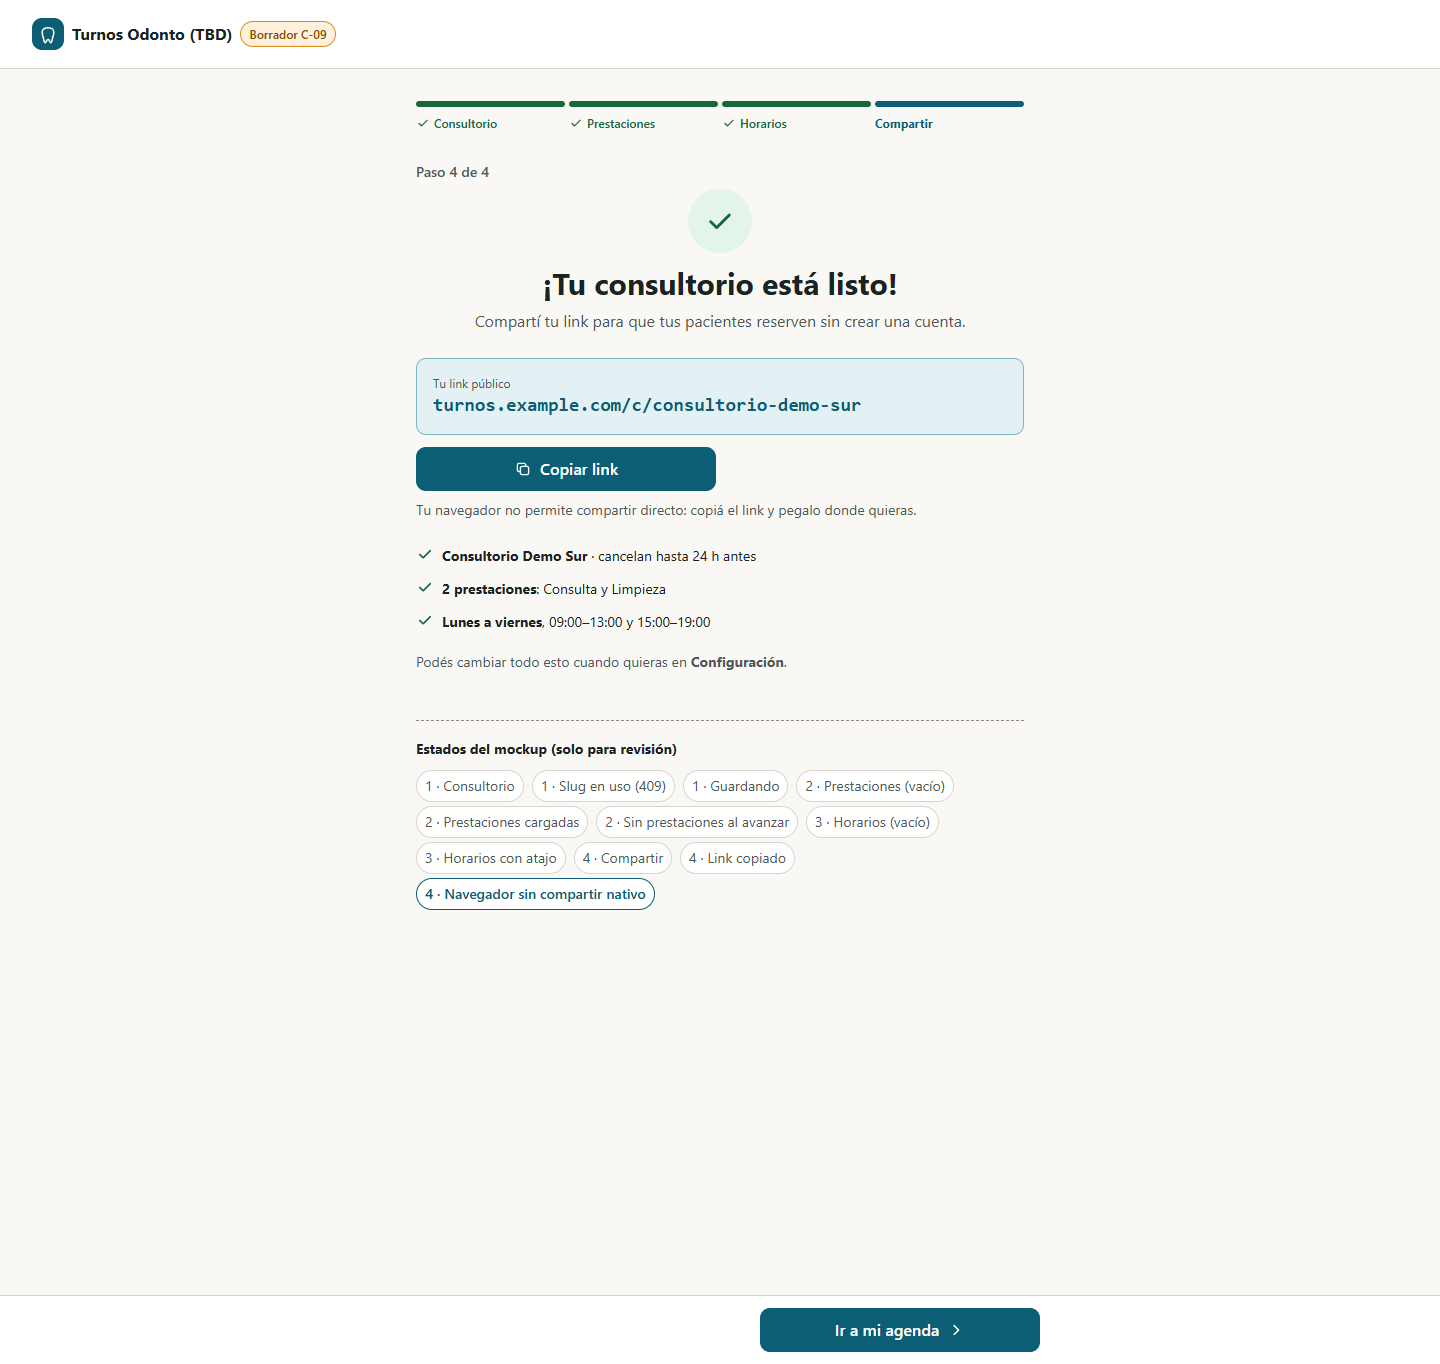 Turnos Odonto (TBD) Borrador C-09
Consultorio Prestaciones Horarios Compartir
Paso 4 de 4
¡Tu consultorio está listo!
Compartí tu link para que tus pacientes reserven sin crear una cuenta.
Tu link público
turnos.example.com/c/consultorio-demo-sur
Copiar link
Tu navegador no permite compartir directo: copiá el link y pegalo donde quieras.
Consultorio Demo Sur · cancelan hasta 24 h antes
2 prestaciones: Consulta y Limpieza
Lunes a viernes, 09:00–13:00 y 15:00–19:00
Podés cambiar todo esto cuando quieras en Configuración.
Estados del mockup (solo para revisión)
1 · Consultorio 1 · Slug en uso (409) 1 · Guardando 2 · Prestaciones (vacío)
2 · Prestaciones cargadas 2 · Sin prestaciones al avanzar 3 · Horarios (vacío)
3 · Horarios con atajo 4 · Compartir 4 · Link copiado
4 · Navegador sin compartir nativo
Ir a mi agenda